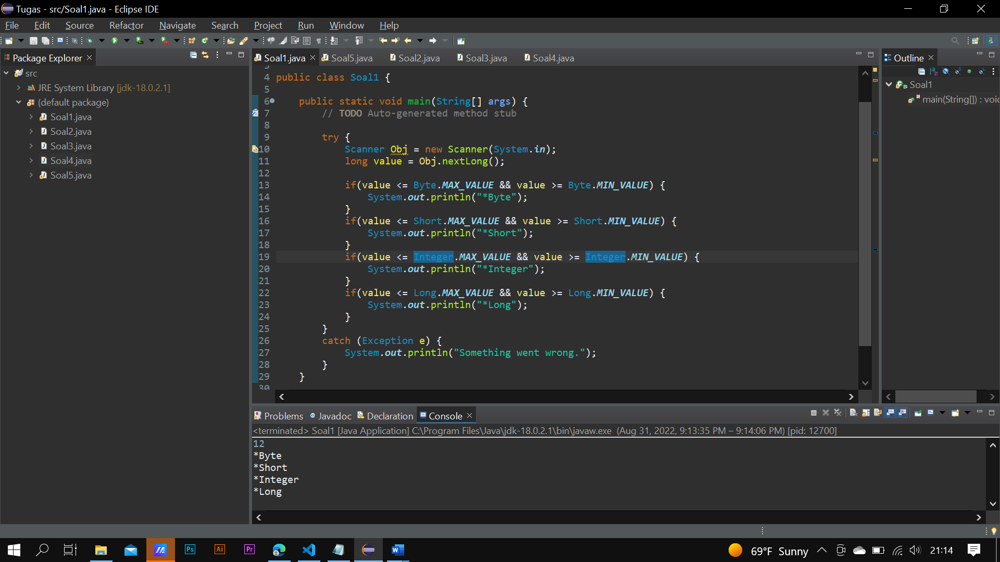 Tugas - src/Soal1.java - Eclipse IDE
File Edit Source Refactor Navigate Search Project Run Window Help
Package Explorer
src
JRE System Library [jdk-18.0.2.1]
(default package)
Soal1.java
Soal2.java
Soal3.java
Soal4.java
Soal5.java
Soal1.java Soal5.java Soal2.java Soal3.java Soal4.java
4 public class Soal1 {
5
6 public static void main(String[] args) {
7 // TODO Auto-generated method stub
8
9 try {
10 Scanner Obj = new Scanner(System.in);
11 long value = Obj.nextLong();
12
13 if(value <= Byte.MAX_VALUE && value >= Byte.MIN_VALUE) {
14 System.out.println("*Byte");
15 }
16 if(value <= Short.MAX_VALUE && value >= Short.MIN_VALUE) {
17 System.out.println("*Short");
18 }
19 if(value <= Integer.MAX_VALUE && value >= Integer.MIN_VALUE) {
20 System.out.println("*Integer");
21 }
22 if(value <= Long.MAX_VALUE && value >= Long.MIN_VALUE) {
23 System.out.println("*Long");
24 }
25 }
26 catch (Exception e) {
27 System.out.println("Something went wrong.");
28 }
29 }
30
Outline
Soal1
main(String[]) : void
Problems Javadoc Declaration Console
<terminated> Soal1 [Java Application] C:\Program Files\Java\jdk-18.0.2.1\bin\javaw.exe (Aug 31, 2022, 9:13:35 PM – 9:14:06 PM) [pid: 12700]
12
*Byte
*Short
*Integer
*Long
Ps Ai Pr
69°F Sunny 21:14